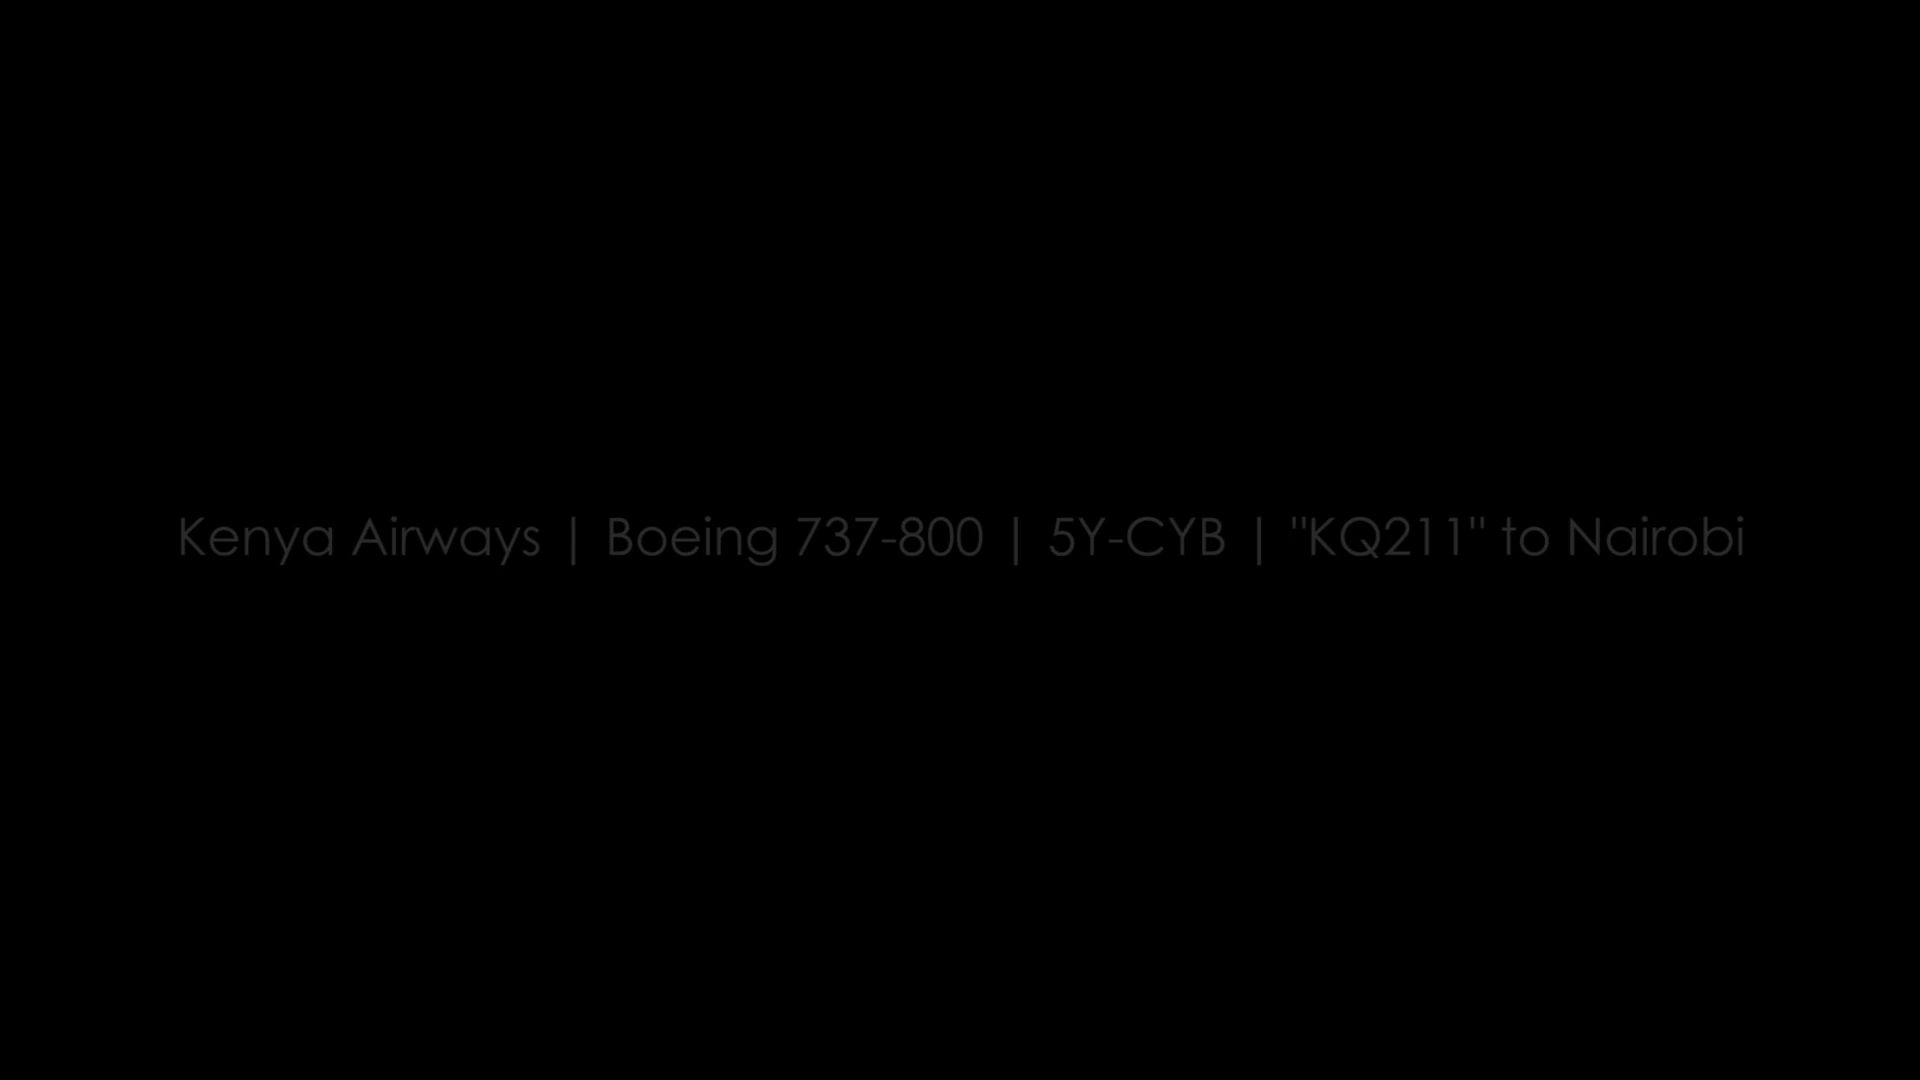 Kenya Airways | Boeing 737-800 | 5Y-CYB | "KQ211" to Nairobi